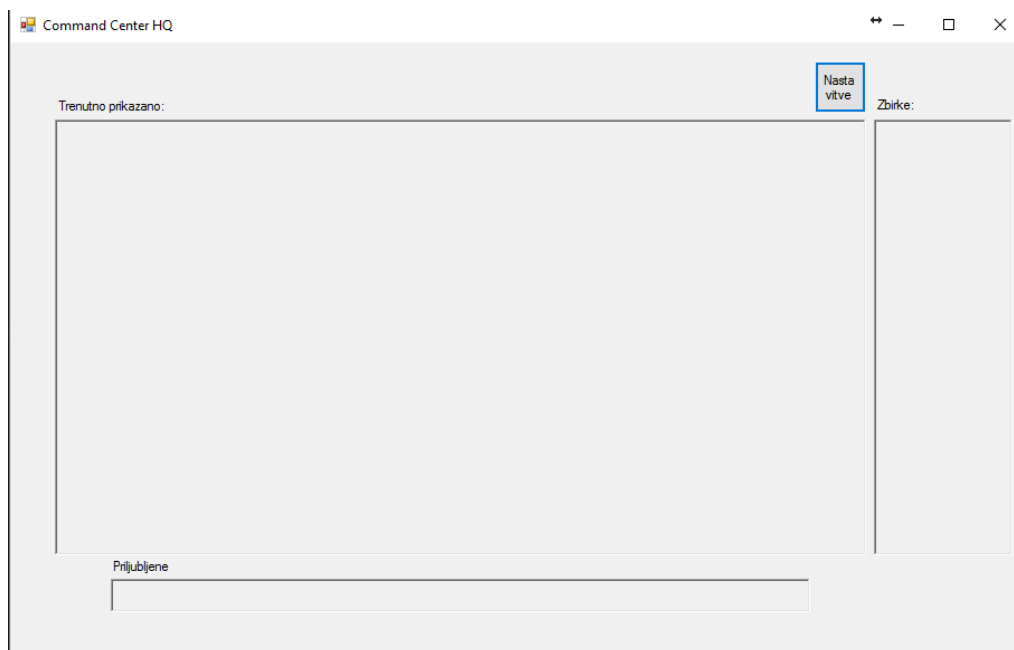 Command Center HQ
Nasta
vitve
Trenutno prikazano:
Zbirke:
Priljubljene